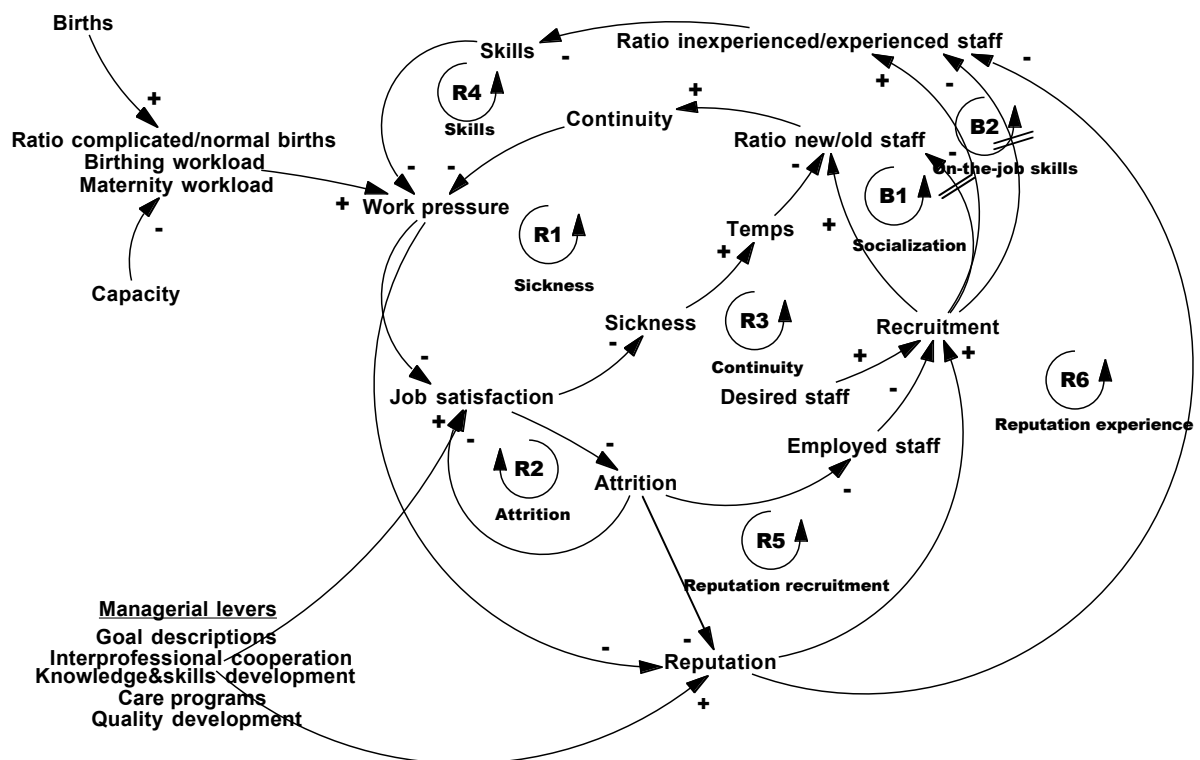 Births
Skills
Ratio inexperienced/experienced staff
-
-
R4
Skills
+
+
-
B2
On-the-job skills
+
Continuity
Ratio new/old staff
Ratio complicated/normal births
Birthing workload
Maternity workload
-
-
-
-
B1
Socialization
+
Work pressure
R1
Sickness
Temps
+
+
-
Capacity
Sickness
R3
Continuity
Recruitment
-
-
+
+
R6
Reputation experience
Job satisfaction
Desired staff
-
+
-
R2
Attrition
-
Employed staff
Attrition
-
R5
Reputation recruitment
Managerial levers
Goal descriptions
Interprofessional cooperation
Knowledge&skills development
Care programs
Quality development
-
-
Reputation
+